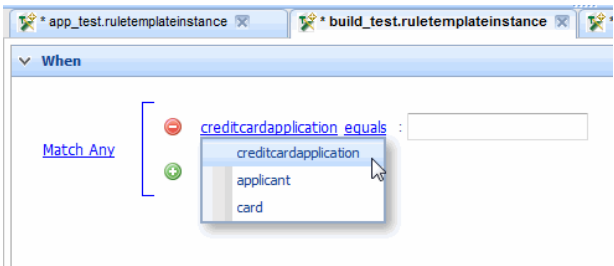 * app_test.ruletemplateinstance * build_test.ruletemplateinstance *
When
creditcardapplication equals :
Match Any
creditcardapplication
applicant
card